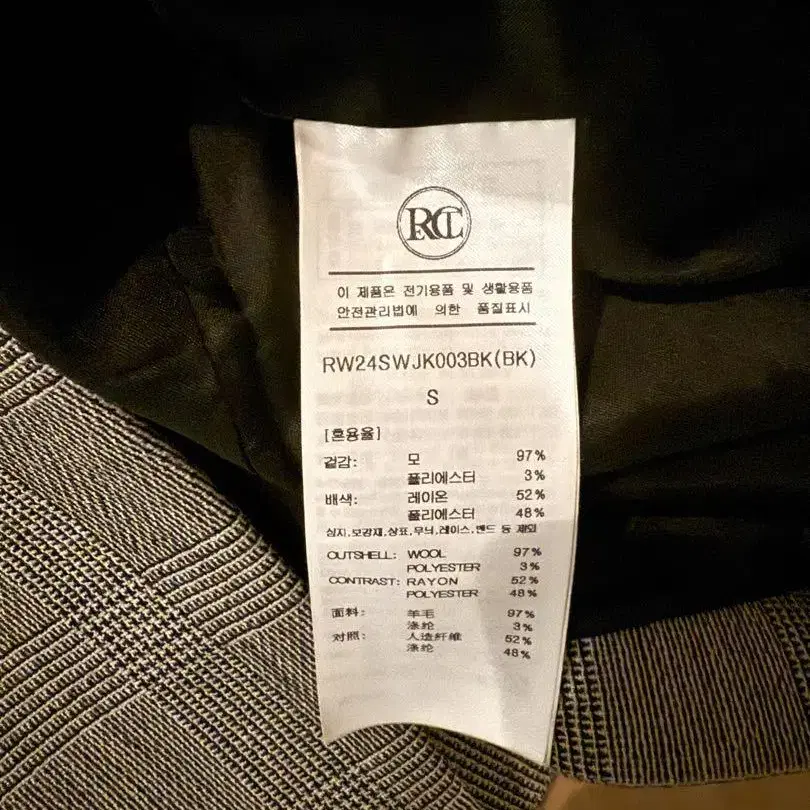 RCT
이 제품은 전기용품 및 생활용품
안전관리법에 의한 품질표시
RW24SWJK003BK(BK)
S
[혼용율]
겉감: 모 97%
폴리에스터 3%
배색: 레이온 52%
폴리에스터 48%
심지,보강재,상표,무늬,레이스,밴드 등 제외
OUTSHELL: WOOL 97%
POLYESTER 3%
CONTRAST: RAYON 52%
POLYESTER 48%
面料: 羊毛 97%
涤纶 3%
对照: 人造纤维 52%
涤纶 48%